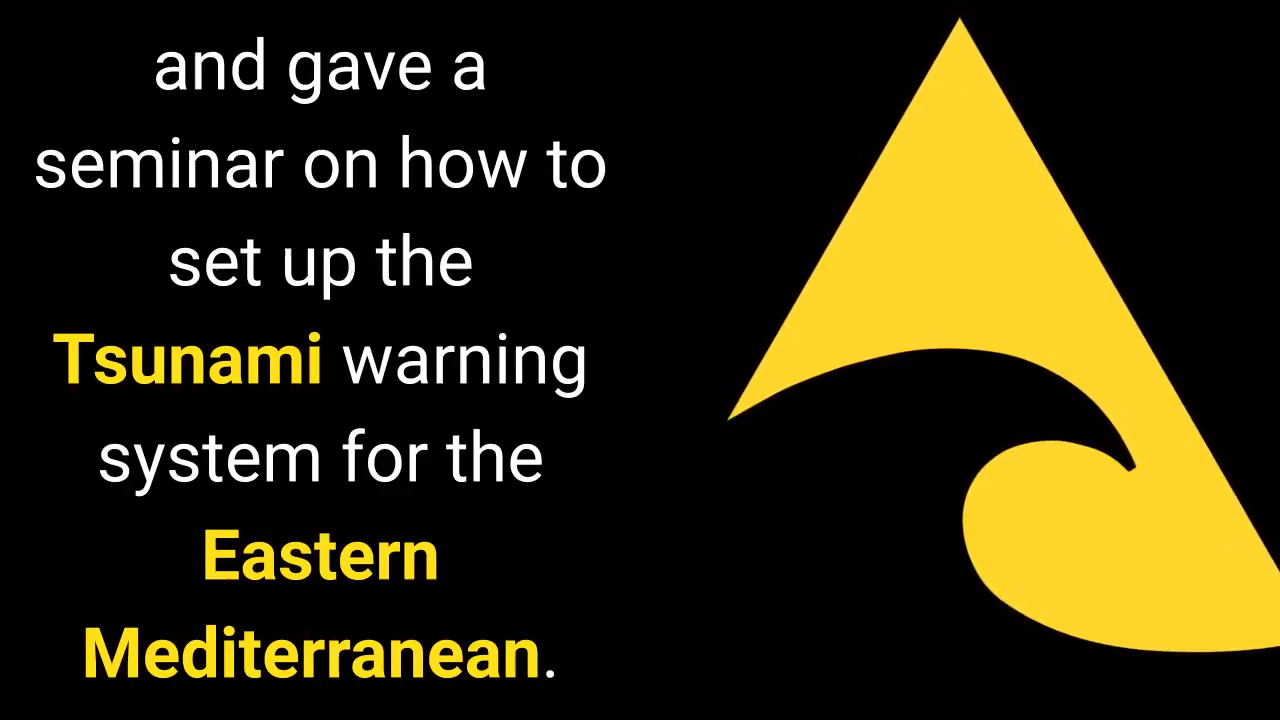 and gave a
seminar on how to
set up the
Tsunami warning
system for the
Eastern
Mediterranean.